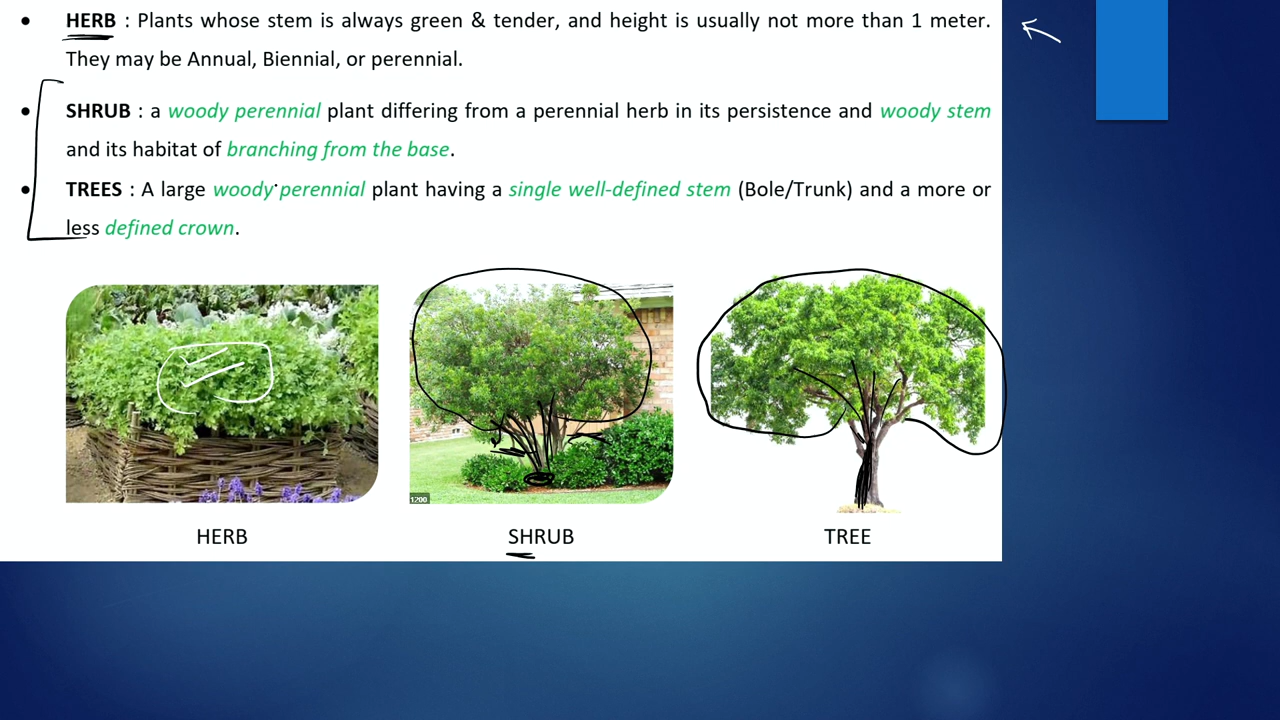 • HERB : Plants whose stem is always green & tender, and height is usually not more than 1 meter.
They may be Annual, Biennial, or perennial.
• SHRUB : a woody perennial plant differing from a perennial herb in its persistence and woody stem
and its habitat of branching from the base.
• TREES : A large woody perennial plant having a single well-defined stem (Bole/Trunk) and a more or
less defined crown.
1200
HERB
SHRUB
TREE